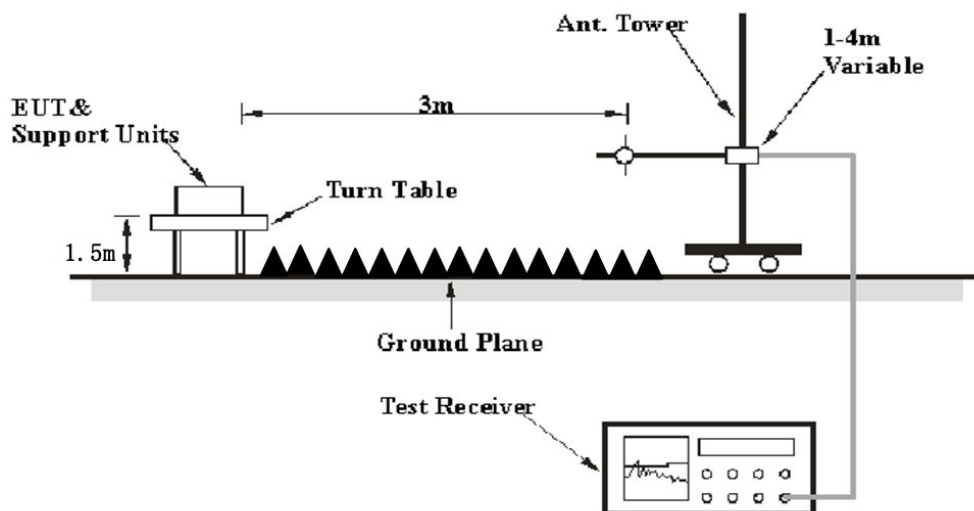 Ant. Tower
1-4m
Variable
EUT&
Support Units
3m
Turn Table
1.5m
Ground Plane
Test Receiver